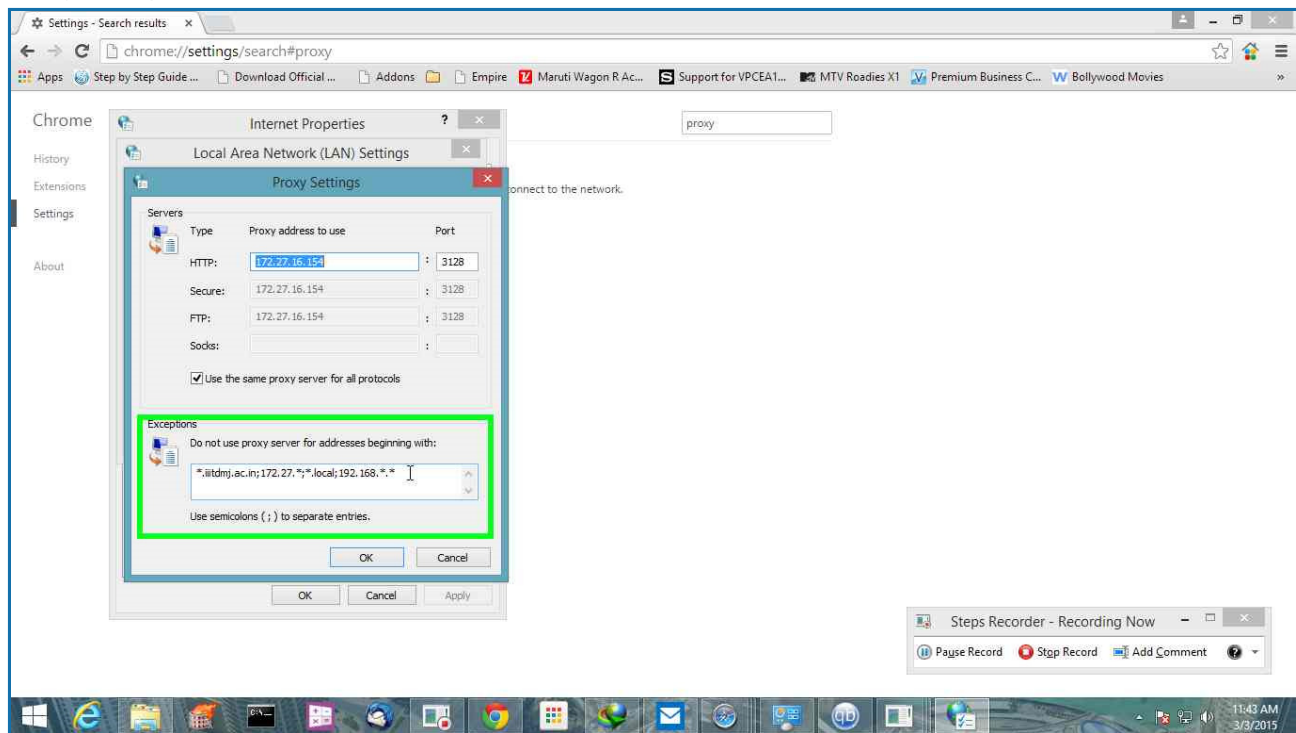 Settings - Search results
chrome://settings/search#proxy
Apps Step by Step Guide ... Download Official ... Addons Empire Maruti Wagon R Ac... Support for VPCEA1... MTV Roadies X1 Premium Business C... Bollywood Movies »
Chrome
History
Extensions
Settings
About
proxy
connect to the network.
Internet Properties ?
Local Area Network (LAN) Settings
Proxy Settings
Servers
Type Proxy address to use Port
HTTP: 172.27.16.154 : 3128
Secure: 172.27.16.154 : 3128
FTP: 172.27.16.154 : 3128
Socks: :
Use the same proxy server for all protocols
Exceptions
Do not use proxy server for addresses beginning with:
*.iiitdmj.ac.in;172.27.*;*.local;192.168.*.*
Use semicolons ( ; ) to separate entries.
OK Cancel
OK Cancel Apply
Steps Recorder - Recording Now
Pause Record Stop Record Add Comment ?
qb
11:43 AM
3/3/2015